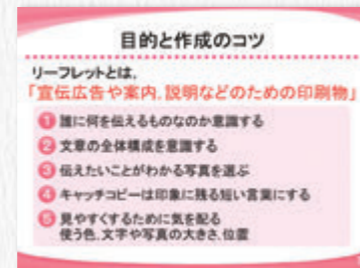 目的と作成のコツ
リーフレットとは、
「宣伝広告や案内、説明などのための印刷物」
1 誰に何を伝えるものなのか意識する
2 文章の全体構成を意識する
3 伝えたいことがわかる写真を選ぶ
4 キャッチコピーは印象に残る短い言葉にする
5 見やすくするために気を配る
使う色、文字や写真の大きさ、位置